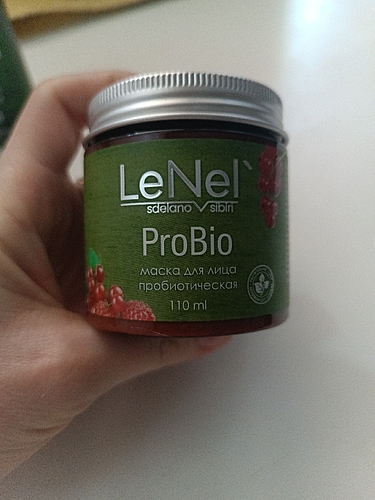 LeNel`
sdelano v sibiri
ProBio
маска для лица
пробиотическая
110 ml